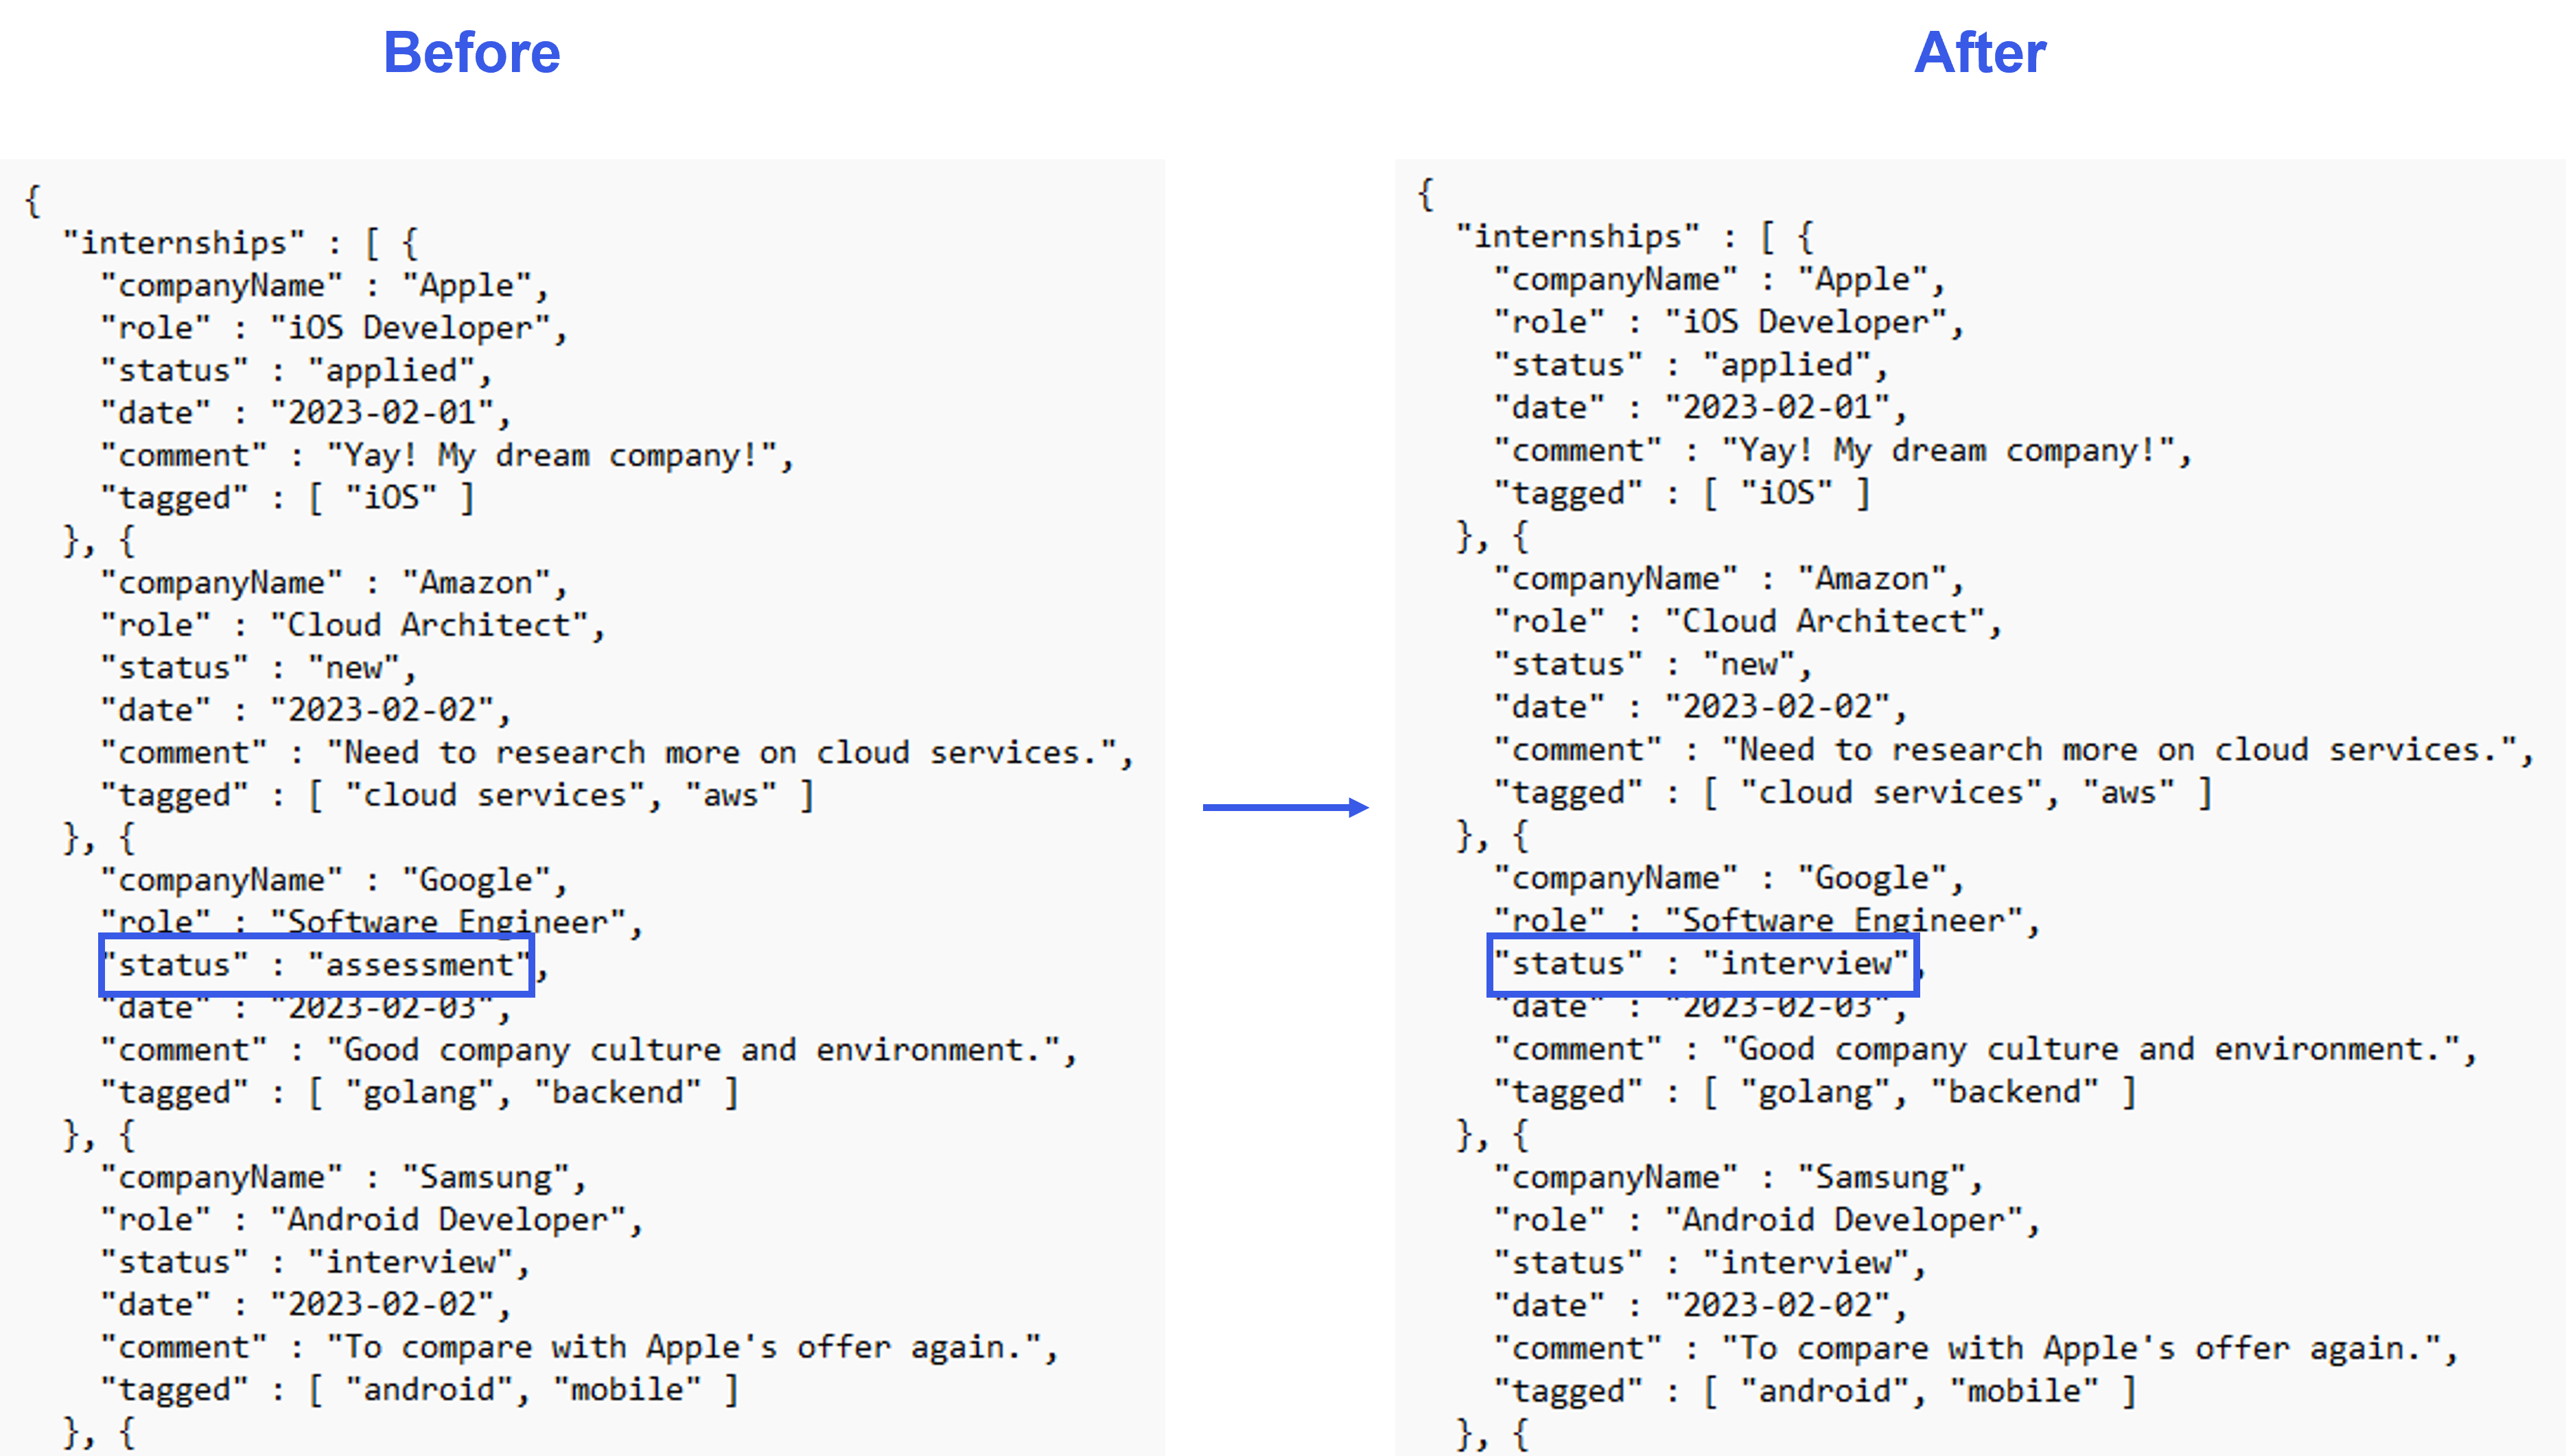 Before
{
  "internships" : [ {
    "companyName" : "Apple",
    "role" : "iOS Developer",
    "status" : "applied",
    "date" : "2023-02-01",
    "comment" : "Yay! My dream company!",
    "tagged" : [ "iOS" ]
  }, {
    "companyName" : "Amazon",
    "role" : "Cloud Architect",
    "status" : "new",
    "date" : "2023-02-02",
    "comment" : "Need to research more on cloud services.",
    "tagged" : [ "cloud services", "aws" ]
  }, {
    "companyName" : "Google",
    "role" : "Software Engineer",
    "status" : "assessment",
    "date" : "2023-02-03",
    "comment" : "Good company culture and environment.",
    "tagged" : [ "golang", "backend" ]
  }, {
    "companyName" : "Samsung",
    "role" : "Android Developer",
    "status" : "interview",
    "date" : "2023-02-02",
    "comment" : "To compare with Apple's offer again.",
    "tagged" : [ "android", "mobile" ]
  }, {
After
{
  "internships" : [ {
    "companyName" : "Apple",
    "role" : "iOS Developer",
    "status" : "applied",
    "date" : "2023-02-01",
    "comment" : "Yay! My dream company!",
    "tagged" : [ "iOS" ]
  }, {
    "companyName" : "Amazon",
    "role" : "Cloud Architect",
    "status" : "new",
    "date" : "2023-02-02",
    "comment" : "Need to research more on cloud services.",
    "tagged" : [ "cloud services", "aws" ]
  }, {
    "companyName" : "Google",
    "role" : "Software Engineer",
    "status" : "interview",
    "date" : "2023-02-03",
    "comment" : "Good company culture and environment.",
    "tagged" : [ "golang", "backend" ]
  }, {
    "companyName" : "Samsung",
    "role" : "Android Developer",
    "status" : "interview",
    "date" : "2023-02-02",
    "comment" : "To compare with Apple's offer again.",
    "tagged" : [ "android", "mobile" ]
  }, {